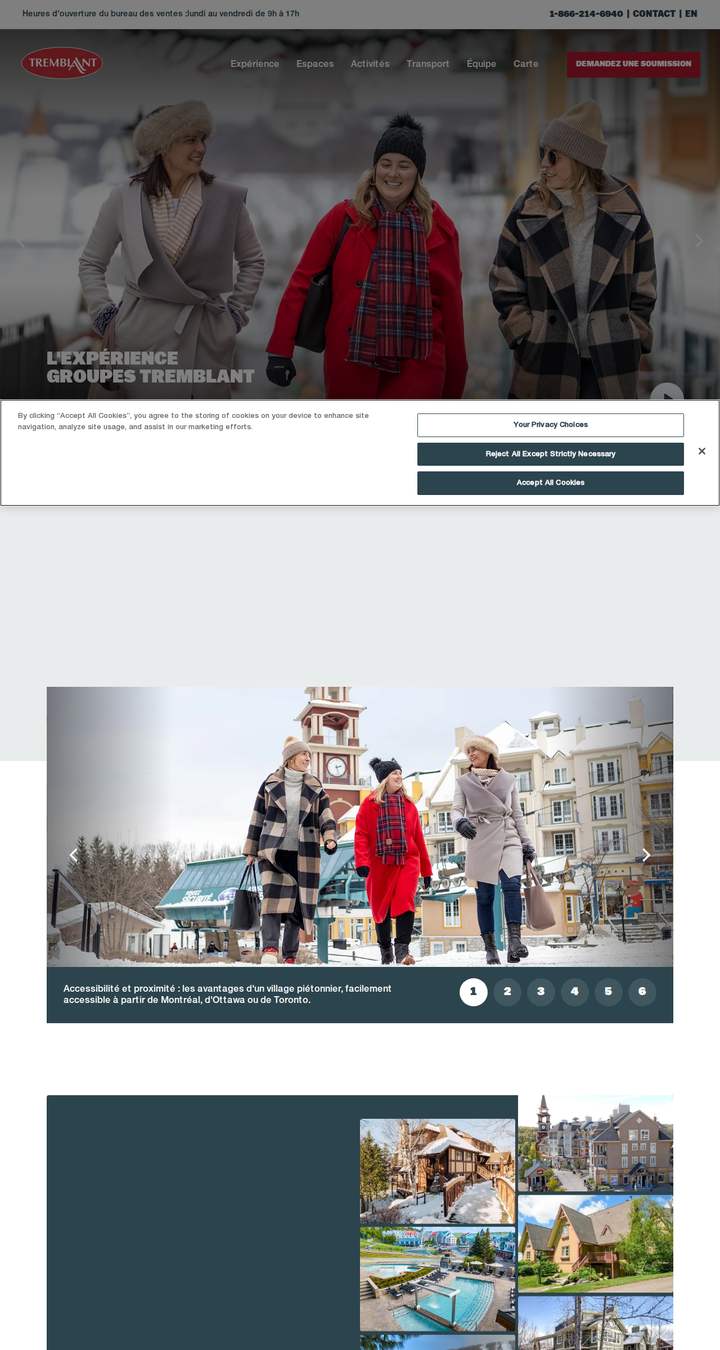 Heures d'ouverture du bureau des ventes :lundi au vendredi de 9h à 17h
1-866-214-6940 | CONTACT | EN
TREMBLANT
Expérience Espaces Activités Transport Équipe Carte
DEMANDEZ UNE SOUMISSION
L'EXPÉRIENCE
GROUPES TREMBLANT
By clicking "Accept All Cookies", you agree to the storing of cookies on your device to enhance site
navigation, analyze site usage, and assist in our marketing efforts.
Your Privacy Choices
Reject All Except Strictly Necessary
Accept All Cookies
Accessibilité et proximité : les avantages d'un village piétonnier, facilement
accessible à partir de Montréal, d'Ottawa ou de Toronto.
1 2 3 4 5 6